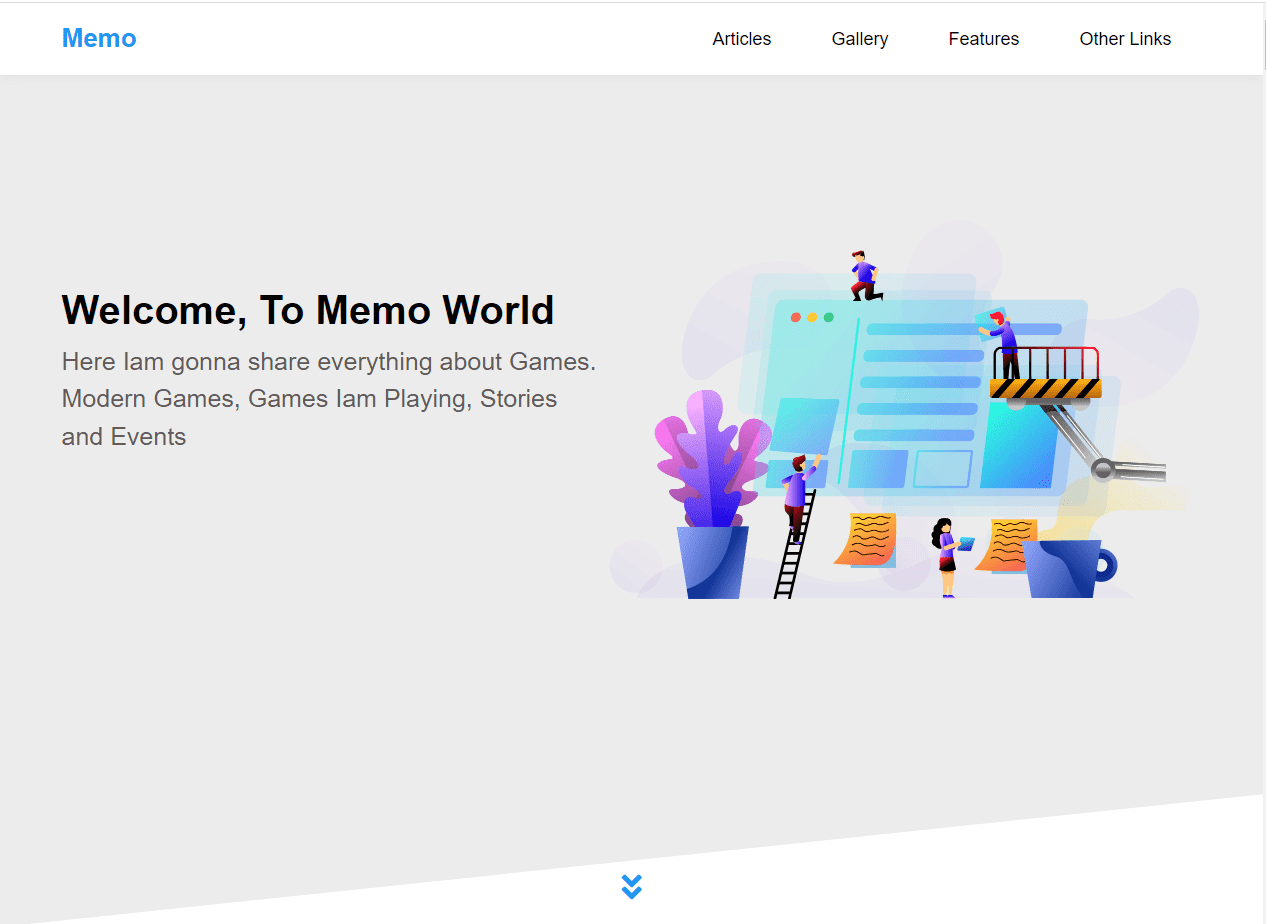 Memo
Articles
Gallery
Features
Other Links
Welcome, To Memo World
Here Iam gonna share everything about Games.
Modern Games, Games Iam Playing, Stories
and Events